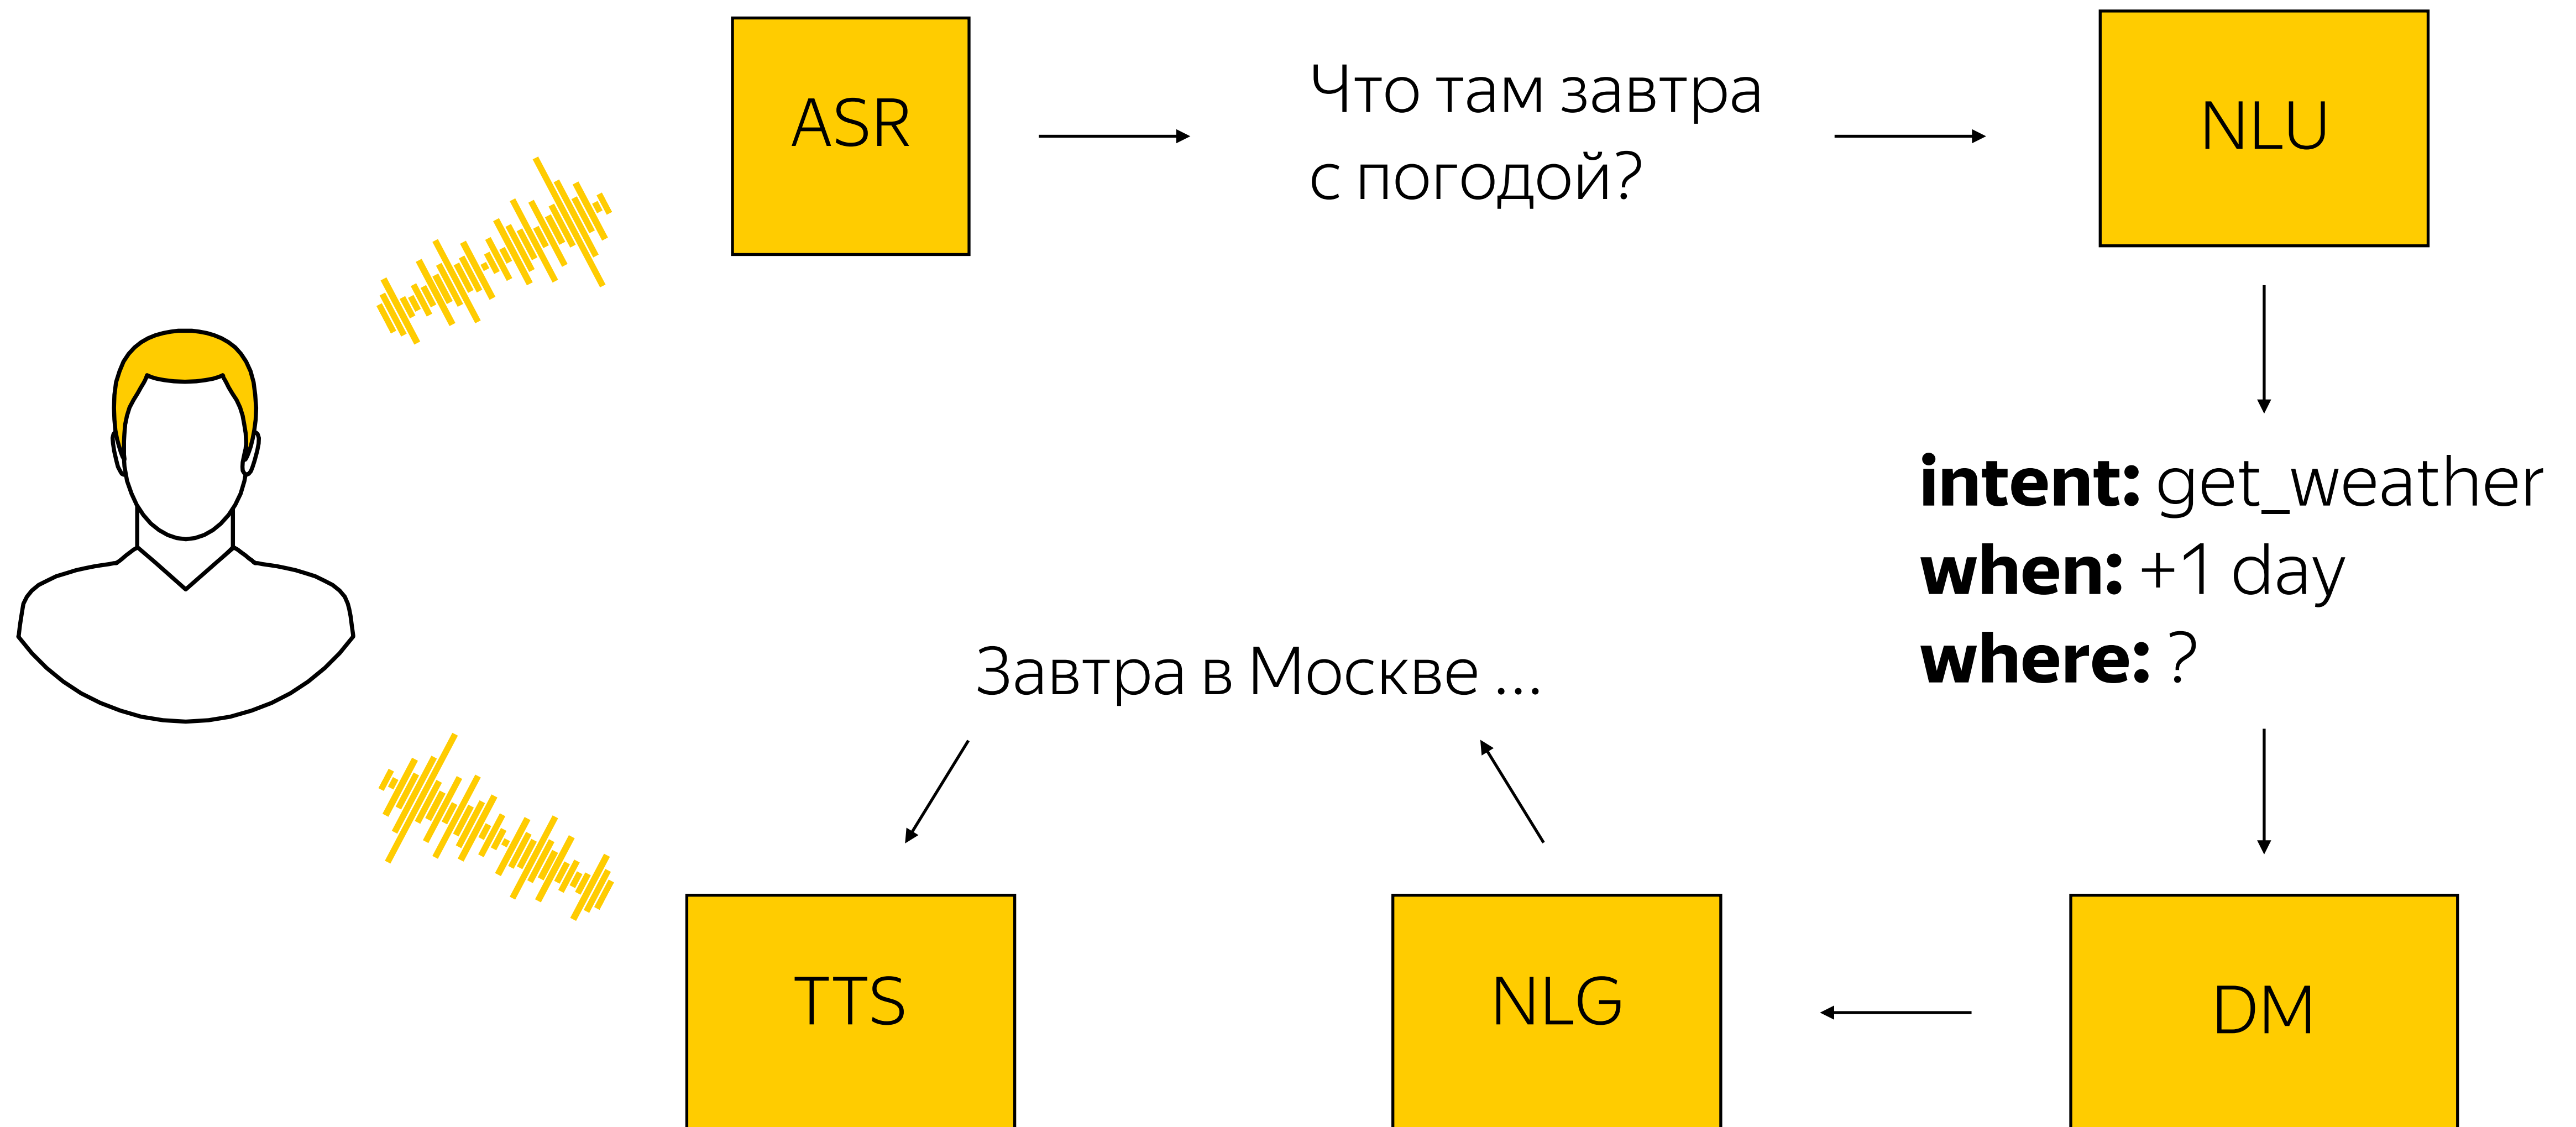 ASR
Что там завтра
с погодой?
NLU
intent: get_weather
when: +1 day
where: ?
Завтра в Москве ...
TTS
NLG
DM